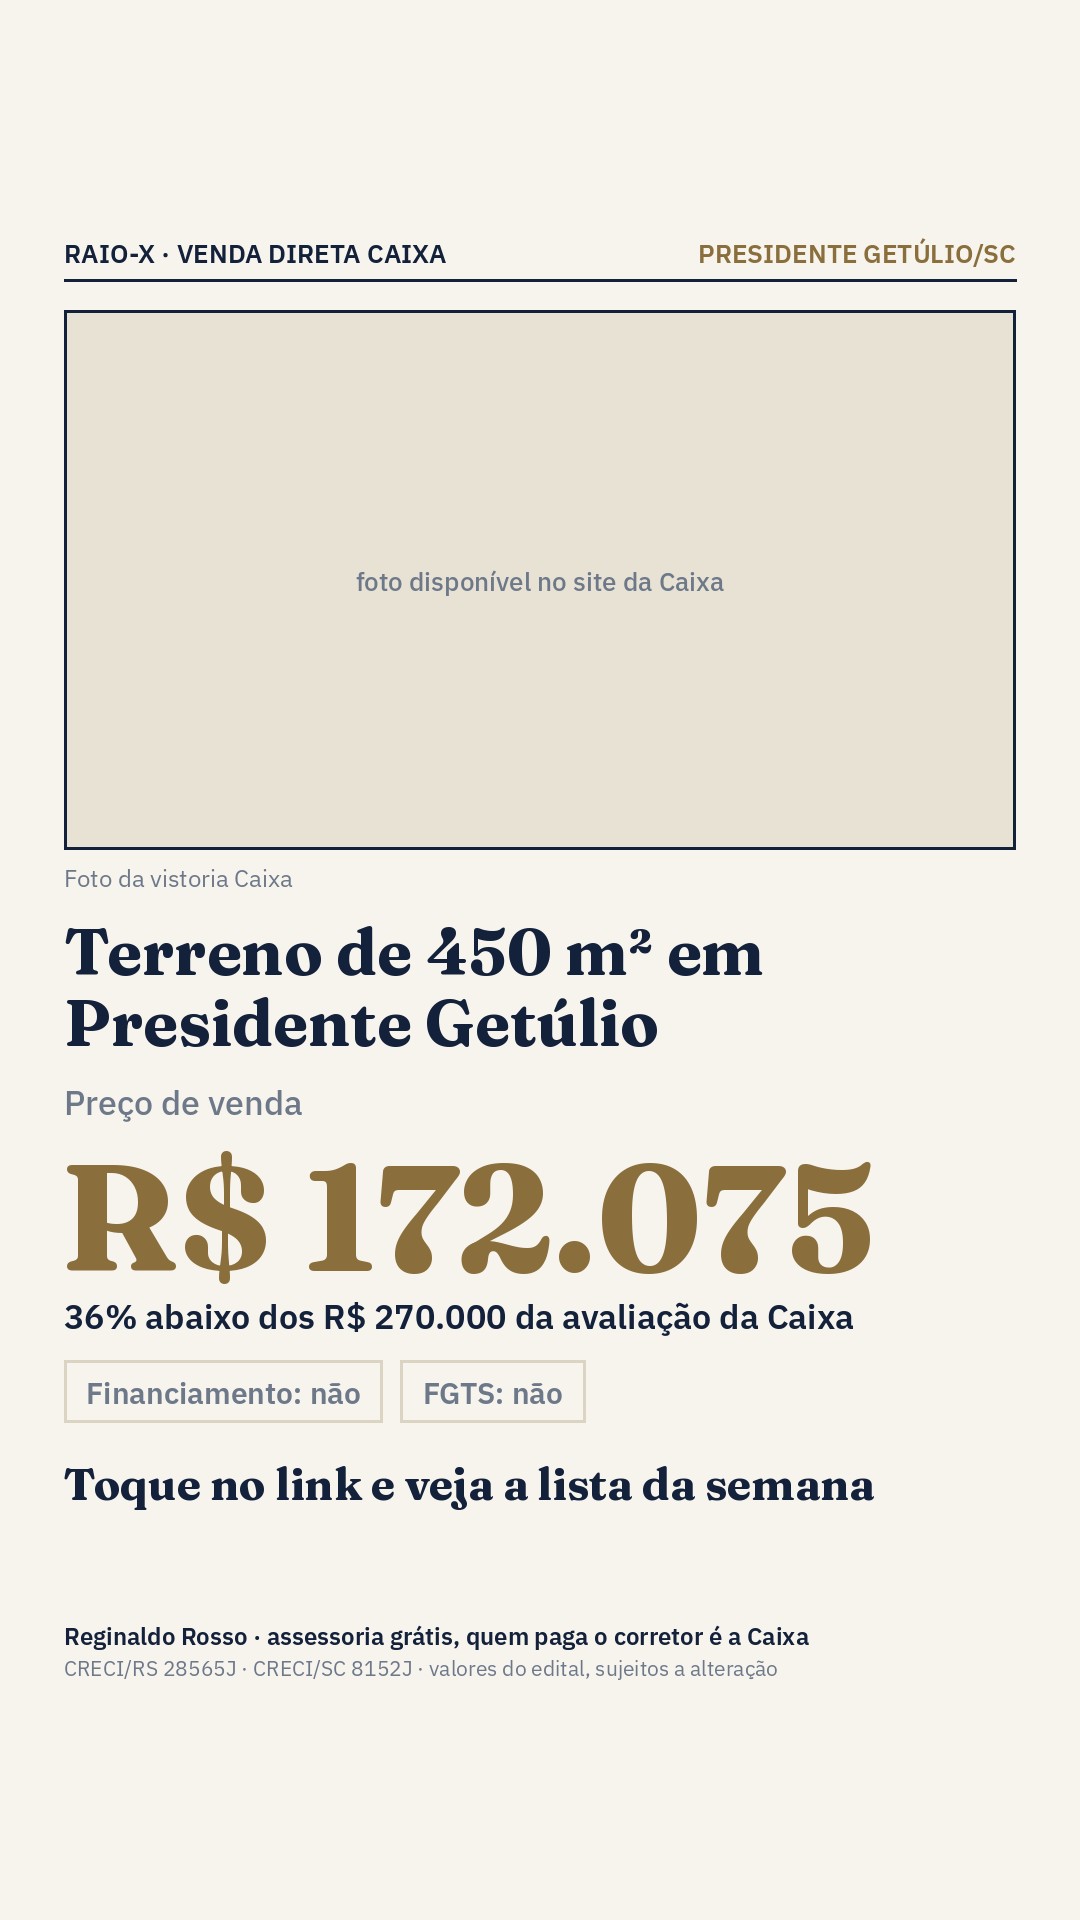 RAIO-X · VENDA DIRETA CAIXA
PRESIDENTE GETÚLIO/SC
foto disponível no site da Caixa
Foto da vistoria Caixa
Terreno de 450 m² em
Presidente Getúlio
Preço de venda
R$ 172.075
36% abaixo dos R$ 270.000 da avaliação da Caixa
Financiamento: não
FGTS: não
Toque no link e veja a lista da semana
Reginaldo Rosso · assessoria grátis, quem paga o corretor é a Caixa
CRECI/RS 28565J · CRECI/SC 8152J · valores do edital, sujeitos a alteração